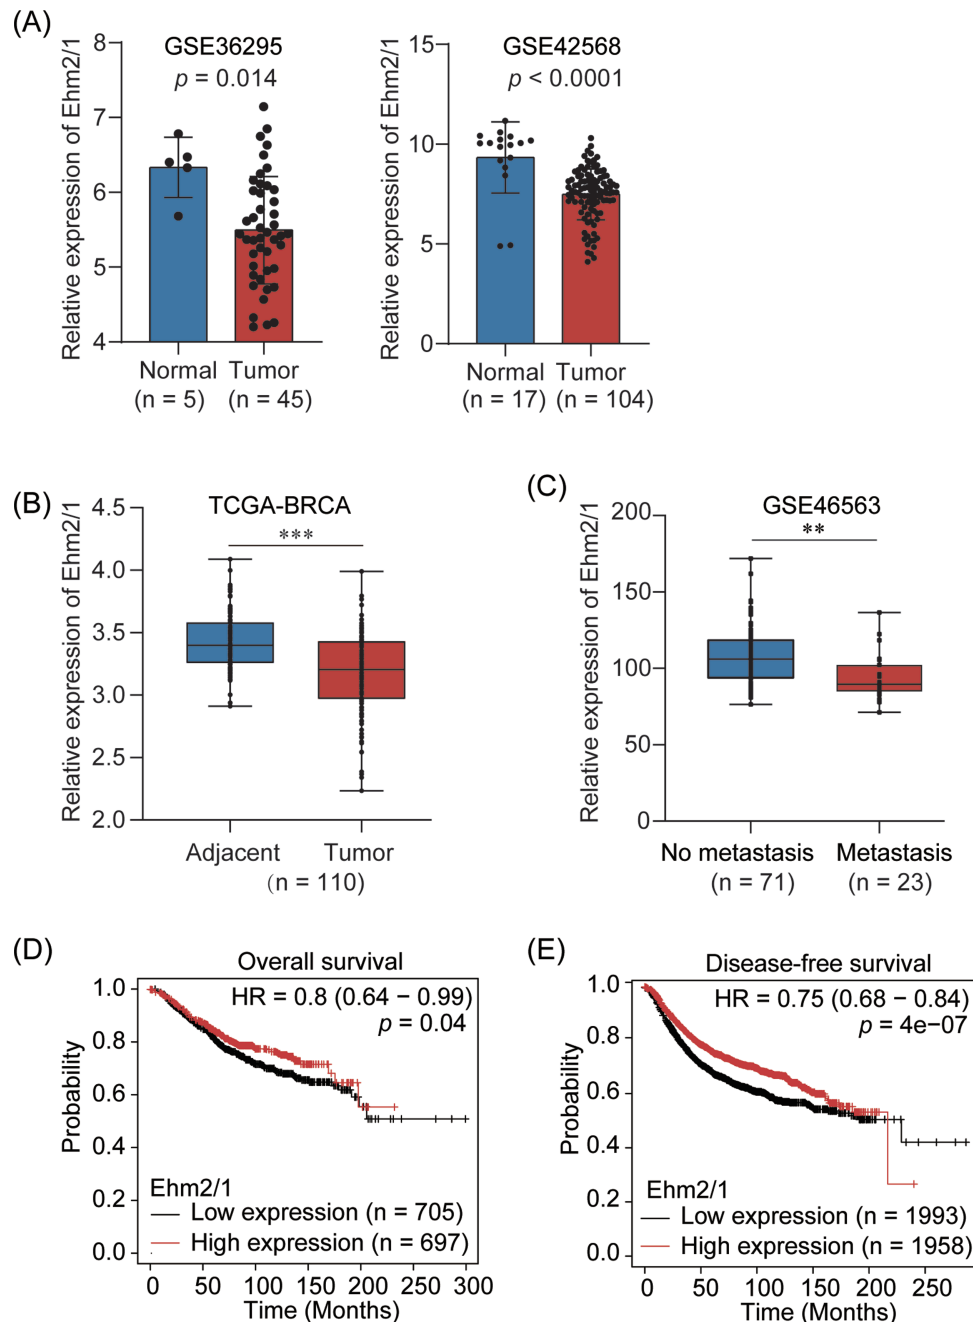 (A)
GSE36295
p = 0.014
Relative expression of Ehm2/1
8
7
6
5
4
Normal
(n = 5)
Tumor
(n = 45)
GSE42568
p < 0.0001
Relative expression of Ehm2/1
15
10
5
0
Normal
(n = 17)
Tumor
(n = 104)
(B)
TCGA-BRCA
***
Relative expression of Ehm2/1
4.5
4.0
3.5
3.0
2.5
2.0
Adjacent
Tumor
(n = 110)
(C)
GSE46563
**
Relative expression of Ehm2/1
200
150
100
50
0
No metastasis
(n = 71)
Metastasis
(n = 23)
(D)
Overall survival
HR = 0.8 (0.64 − 0.99)
p = 0.04
Probability
1.0
0.8
0.6
0.4
0.2
0.0
Ehm2/1
Low expression (n = 705)
High expression (n = 697)
0 50 100 150 200 250 300
Time (Months)
(E)
Disease-free survival
HR = 0.75 (0.68 − 0.84)
p = 4e−07
Probability
1.0
0.8
0.6
0.4
0.2
0.0
Ehm2/1
Low expression (n = 1993)
High expression (n = 1958)
0 50 100 150 200 250
Time (Months)